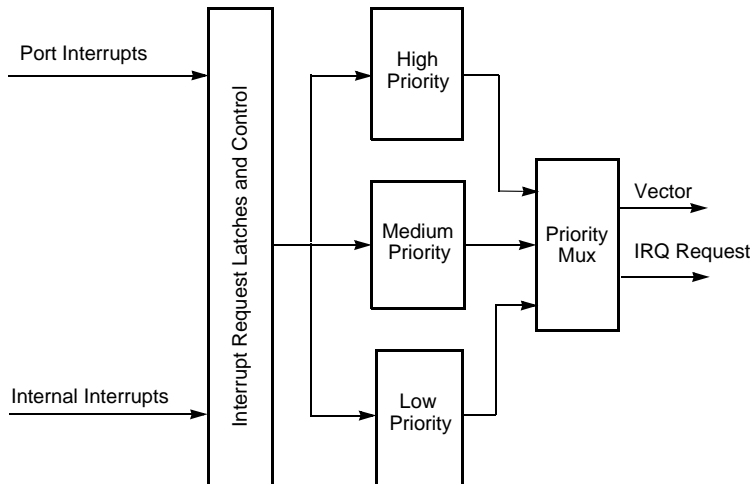 Port Interrupts
Internal Interrupts
Interrupt Request Latches and Control
High
Priority
Medium
Priority
Low
Priority
Priority
Mux
Vector
IRQ Request